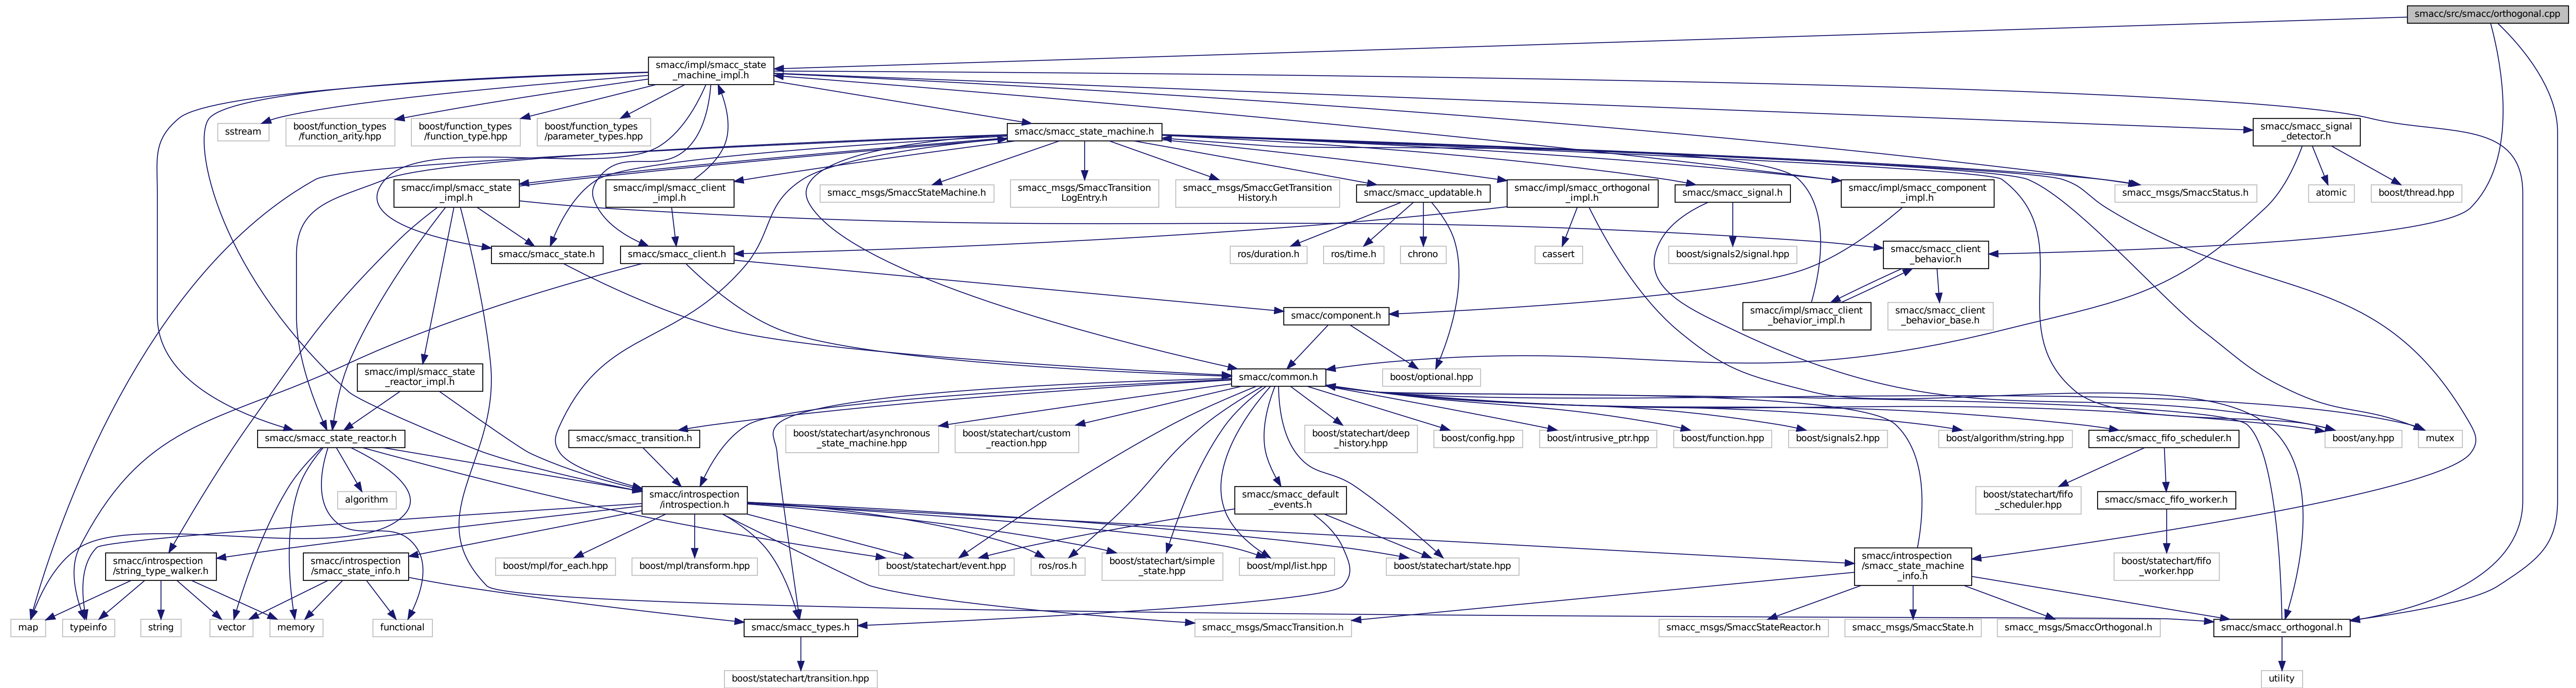 smacc/src/smacc/orthogonal.cpp
smacc/impl/smacc_state
_machine_impl.h
sstream
boost/function_types
/function_arity.hpp
boost/function_types
/function_type.hpp
boost/function_types
/parameter_types.hpp
smacc/smacc_state_machine.h
smacc/smacc_signal
_detector.h
smacc/impl/smacc_state
_impl.h
smacc/impl/smacc_client
_impl.h
smacc_msgs/SmaccStateMachine.h
smacc_msgs/SmaccTransition
LogEntry.h
smacc_msgs/SmaccGetTransition
History.h
smacc/smacc_updatable.h
smacc/impl/smacc_orthogonal
_impl.h
smacc/smacc_signal.h
smacc/impl/smacc_component
_impl.h
smacc_msgs/SmaccStatus.h
atomic
boost/thread.hpp
smacc/smacc_state.h
smacc/smacc_client.h
ros/duration.h
ros/time.h
chrono
cassert
boost/signals2/signal.hpp
smacc/smacc_client
_behavior.h
smacc/component.h
smacc/impl/smacc_client
_behavior_impl.h
smacc/smacc_client
_behavior_base.h
smacc/impl/smacc_state
_reactor_impl.h
smacc/common.h
boost/optional.hpp
smacc/smacc_state_reactor.h
smacc/smacc_transition.h
boost/statechart/asynchronous
_state_machine.hpp
boost/statechart/custom
_reaction.hpp
boost/statechart/deep
_history.hpp
boost/config.hpp
boost/intrusive_ptr.hpp
boost/function.hpp
boost/signals2.hpp
boost/algorithm/string.hpp
smacc/smacc_fifo_scheduler.h
boost/any.hpp
mutex
algorithm
smacc/introspection
/introspection.h
smacc/smacc_default
_events.h
boost/statechart/fifo
_scheduler.hpp
smacc/smacc_fifo_worker.h
smacc/introspection
/string_type_walker.h
smacc/introspection
/smacc_state_info.h
boost/mpl/for_each.hpp
boost/mpl/transform.hpp
boost/statechart/event.hpp
ros/ros.h
boost/statechart/simple
_state.hpp
boost/mpl/list.hpp
boost/statechart/state.hpp
smacc/introspection
/smacc_state_machine
_info.h
boost/statechart/fifo
_worker.hpp
map
typeinfo
string
vector
memory
functional
smacc/smacc_types.h
smacc_msgs/SmaccTransition.h
smacc_msgs/SmaccStateReactor.h
smacc_msgs/SmaccState.h
smacc_msgs/SmaccOrthogonal.h
smacc/smacc_orthogonal.h
boost/statechart/transition.hpp
utility